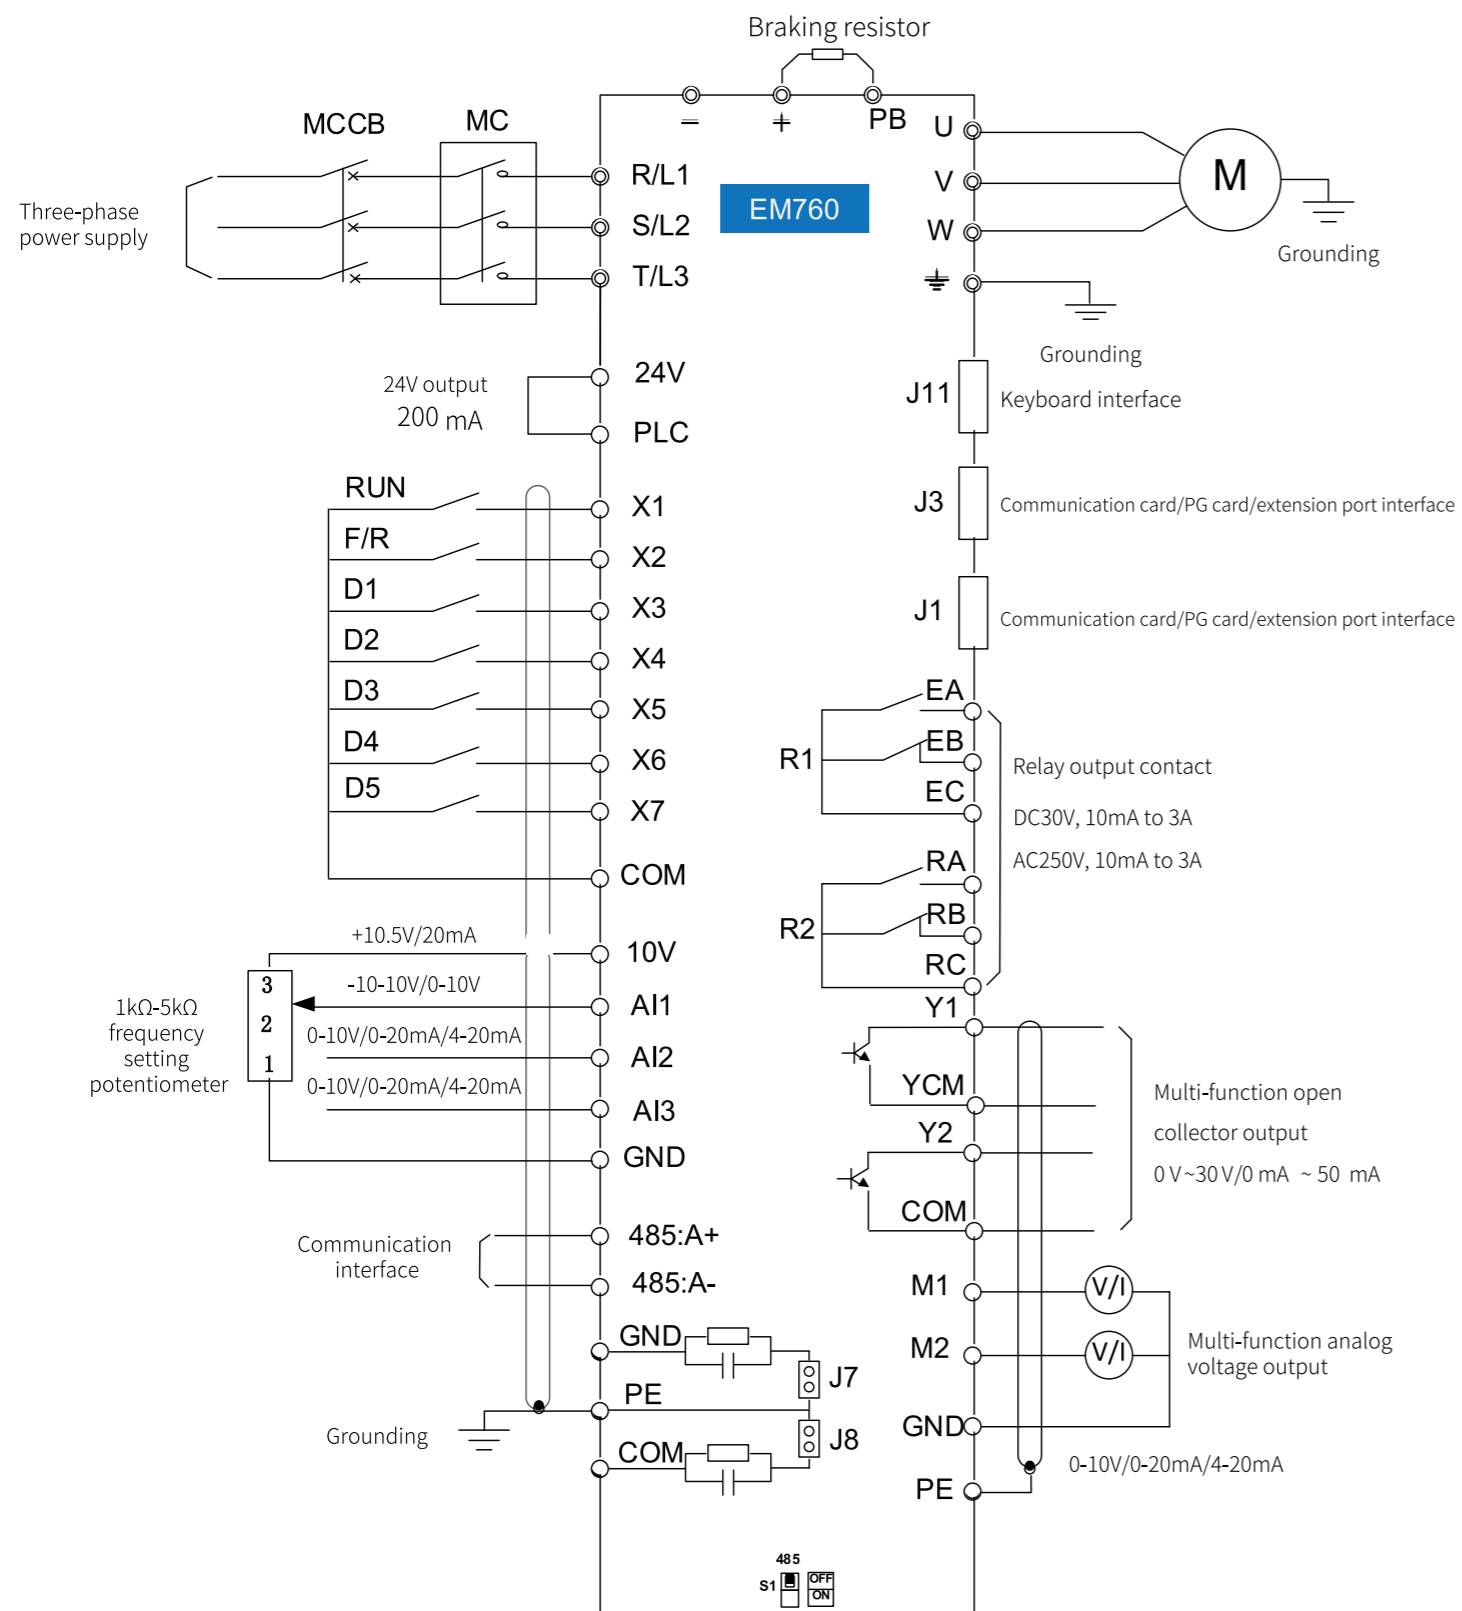 Braking resistor
MCCB
MC
− + PB
U
V
W
M
R/L1
S/L2
T/L3
EM760
Three-phase
power supply
Grounding
Grounding
24V output
200 mA
24V
PLC
J11
Keyboard interface
J3
Communication card/PG card/extension port interface
J1
Communication card/PG card/extension port interface
RUN
X1
F/R
X2
D1
X3
D2
X4
D3
X5
D4
X6
D5
X7
COM
R1
EA
EB
EC
Relay output contact
DC30V, 10mA to 3A
AC250V, 10mA to 3A
R2
RA
RB
RC
+10.5V/20mA
10V
-10-10V/0-10V
AI1
0-10V/0-20mA/4-20mA
AI2
0-10V/0-20mA/4-20mA
AI3
GND
3
2
1
1kΩ-5kΩ
frequency
setting
potentiometer
Y1
YCM
Y2
COM
Multi-function open
collector output
0 V ~30 V/0 mA ~ 50 mA
Communication
interface
485:A+
485:A-
M1
V/I
M2
V/I
GND
PE
Multi-function analog
voltage output
0-10V/0-20mA/4-20mA
GND
J7
PE
J8
COM
Grounding
485
S1
OFF
ON